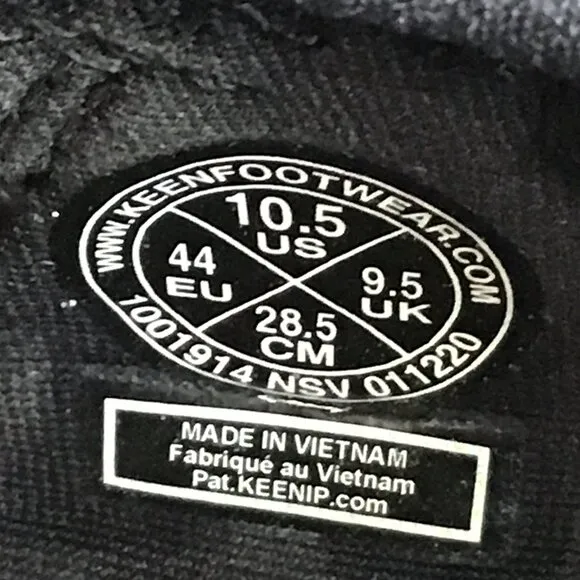 WWW.KEENFOOTWEAR.COM
10.5
US
44
EU
9.5
UK
28.5
CM
1001914 NSV 011220
MADE IN VIETNAM
Fabriqué au Vietnam
Pat.KEENIP.com